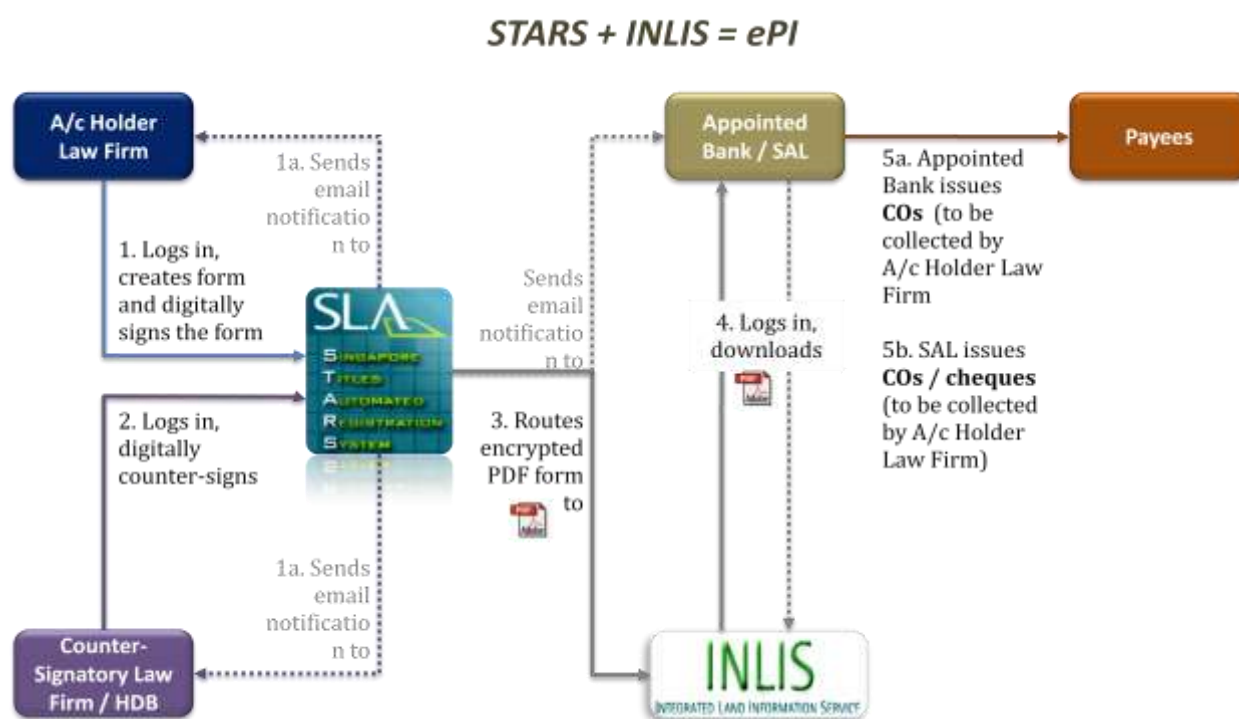 STARS + INLIS = ePI
A/c Holder
Law Firm
1a. Sends
email
notificatio
n to
1. Logs in,
creates form
and digitally
signs the form
SLA
SINGAPORE
TITLES
AUTOMATED
REGISTRATION
SYSTEM
2. Logs in,
digitally
counter-signs
1a. Sends
email
notificatio
n to
Counter-
Signatory Law
Firm / HDB
Sends
email
notificatio
n to
3. Routes
encrypted
PDF form
to
PDF
Adobe
Appointed
Bank / SAL
4. Logs in,
downloads
PDF
Adobe
INLIS
INTEGRATED LAND INFORMATION SERVICE
Payees
5a. Appointed
Bank issues
COs (to be
collected by
A/c Holder Law
Firm
5b. SAL issues
COs / cheques
(to be collected
by A/c Holder
Law Firm)